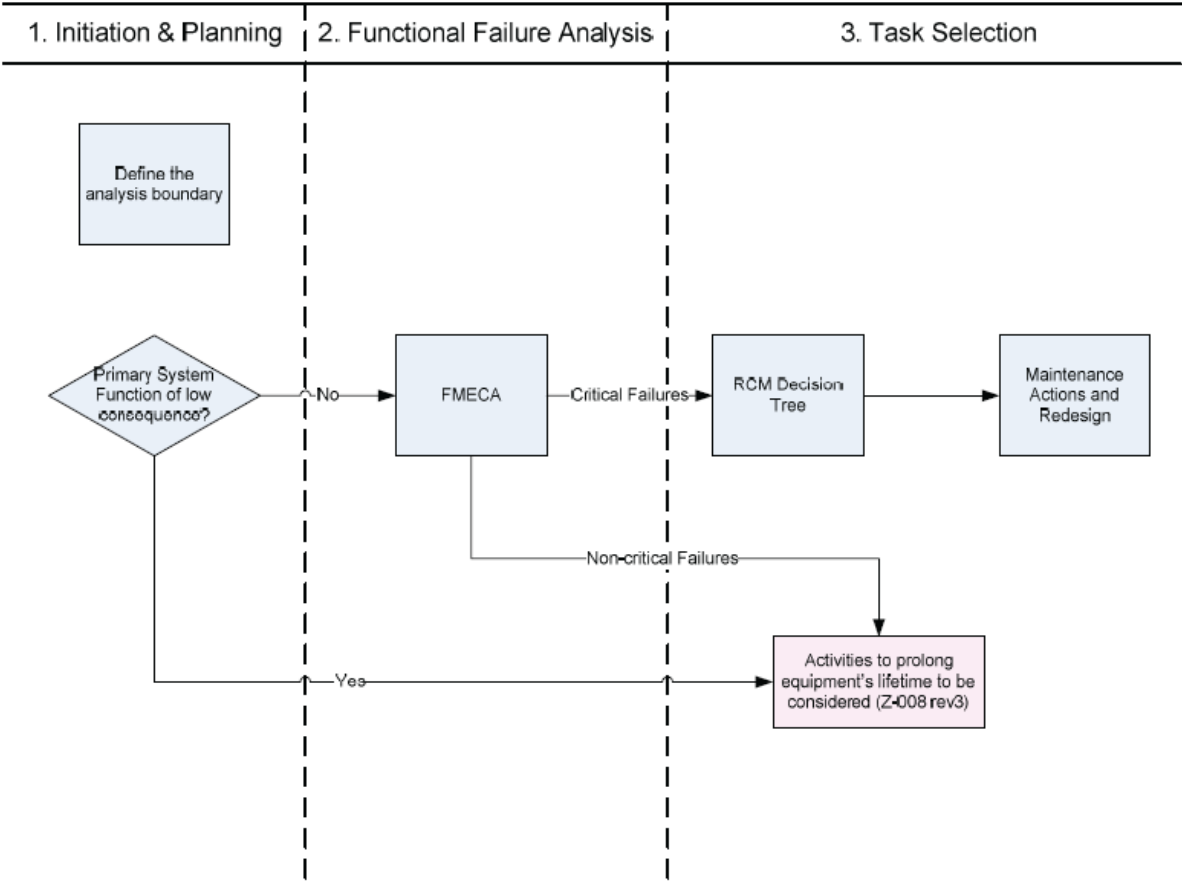 1. Initiation & Planning
2. Functional Failure Analysis
3. Task Selection
Define the
analysis boundary
Primary System
Function of low
consequence?
No
FMECA
Critical Failures
RCM Decision
Tree
Maintenance
Actions and
Redesign
Non-critical Failures
Yes
Activities to prolong
equipment's lifetime to be
considered (Z-008 rev3)